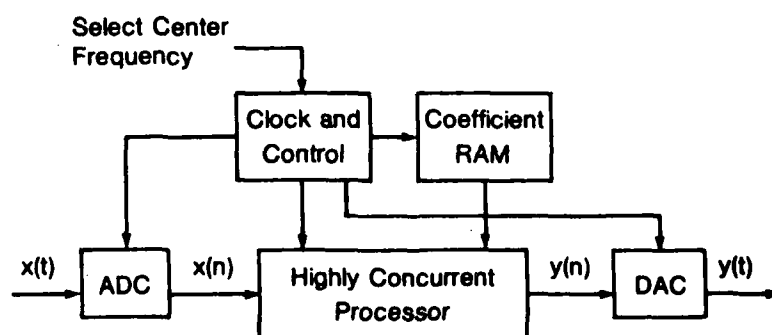 Select Center
Frequency
Clock and
Control
Coefficient
RAM
x(t)
ADC
x(n)
Highly Concurrent
Processor
y(n)
DAC
y(t)